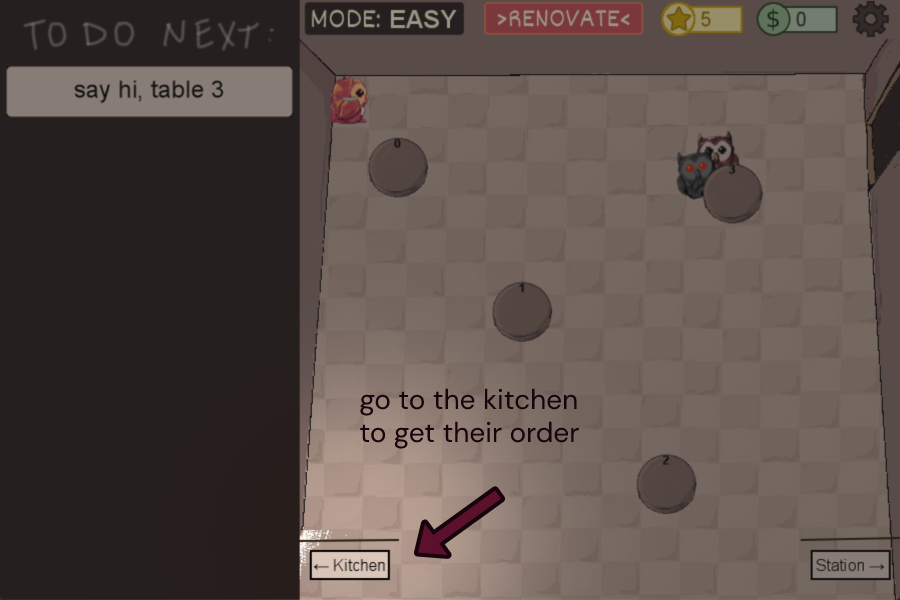 TO DO NEXT:
say hi, table 3
MODE: EASY
>RENOVATE<
5
$ 0
0
3
1
go to the kitchen
to get their order
2
← Kitchen
Station →